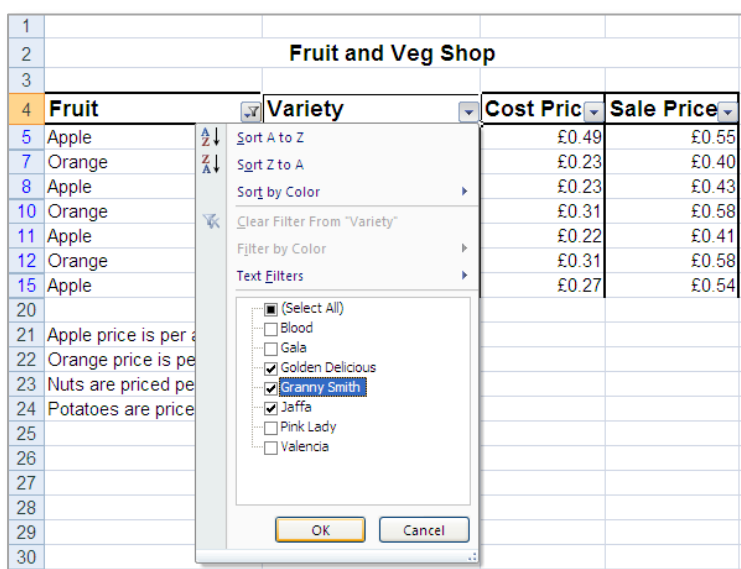 1
2 Fruit and Veg Shop
3
4 Fruit Variety Cost Pric Sale Price
5 Apple £0.49 £0.55
7 Orange £0.23 £0.40
8 Apple £0.23 £0.43
10 Orange £0.31 £0.58
11 Apple £0.22 £0.41
12 Orange £0.31 £0.58
15 Apple £0.27 £0.54
20
21 Apple price is per
22 Orange price is pe
23 Nuts are priced pe
24 Potatoes are price
25
26
27
28
29
30
Sort A to Z
Sort Z to A
Sort by Color
Clear Filter From "Variety"
Filter by Color
Text Filters
(Select All)
Blood
Gala
Golden Delicious
Granny Smith
Jaffa
Pink Lady
Valencia
OK Cancel